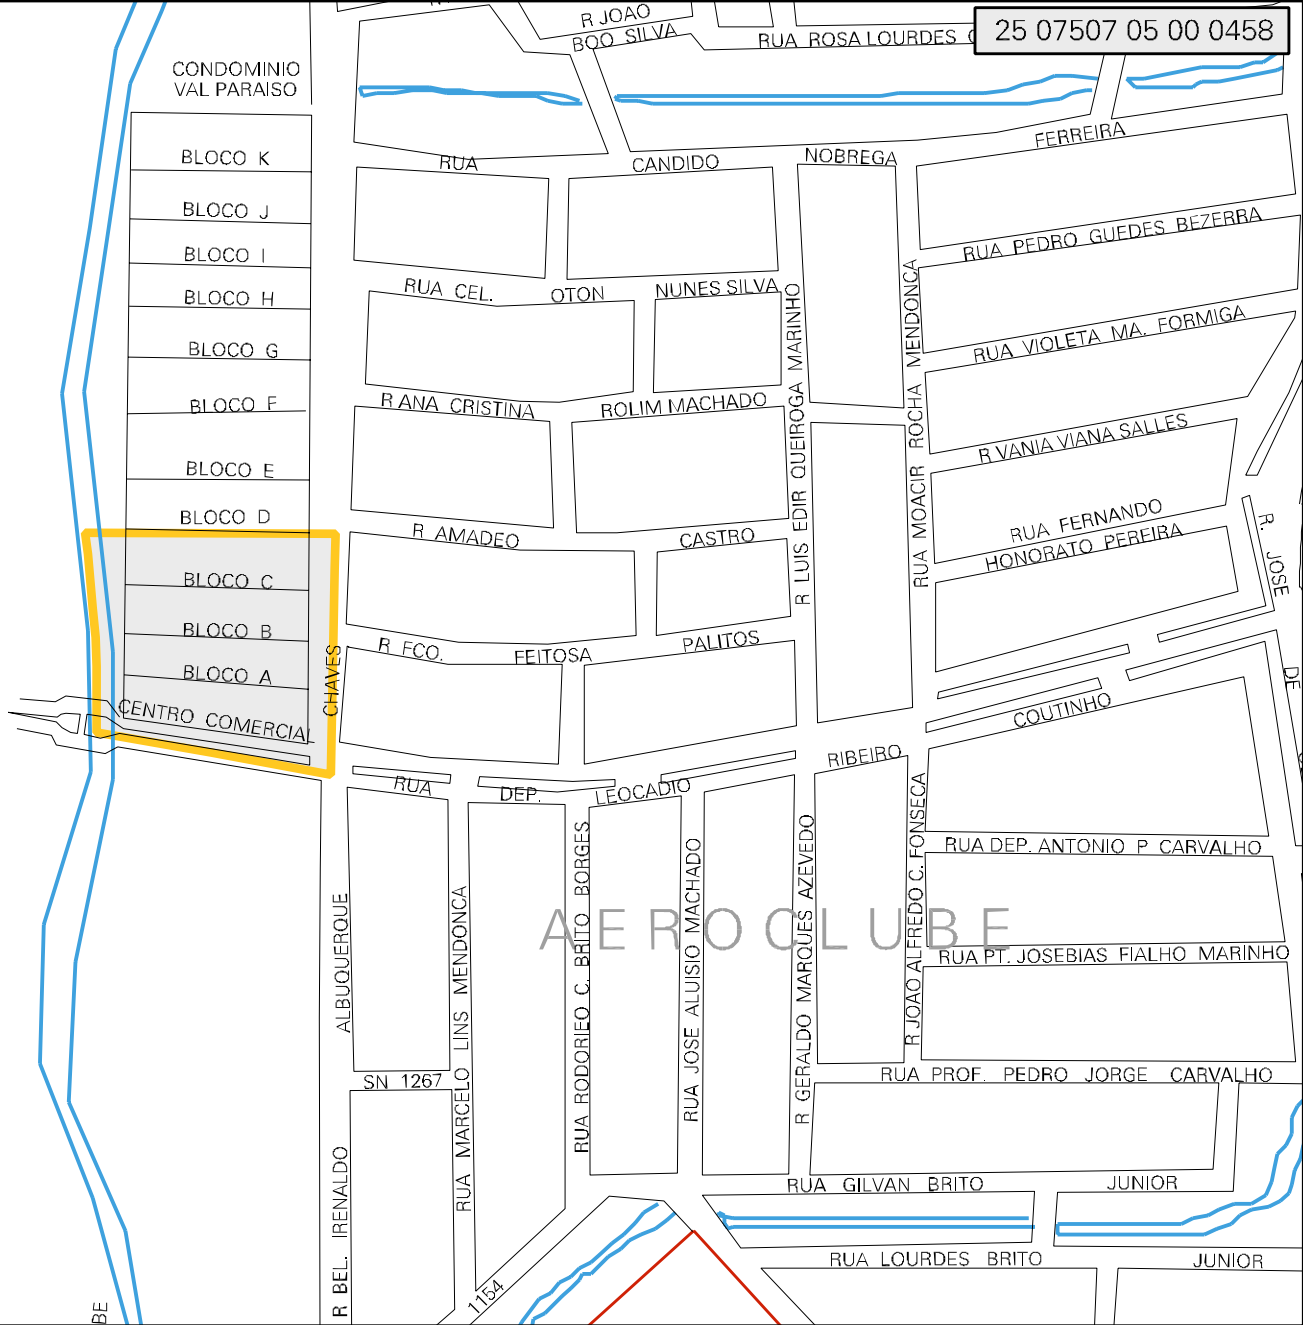 25 07507 05 00 0458
R JOAO
BOO SILVA
RUA ROSA LOURDES
CONDOMINIO
VAL PARAISO
BLOCO K
BLOCO J
BLOCO I
BLOCO H
BLOCO G
BLOCO F
BLOCO E
BLOCO D
BLOCO C
BLOCO B
BLOCO A
CENTRO COMERCIAL
RUA CANDIDO NOBREGA FERREIRA
RUA PEDRO GUEDES BEZERRA
RUA CEL. OTON NUNES SILVA
RUA VIOLETA MA. FORMIGA
R ANA CRISTINA ROLIM MACHADO
R VANIA VIANA SALLES
R AMADEO CASTRO
RUA FERNANDO
HONORATO PEREIRA
R LUIS EDIR QUEIROGA MARINHO
RUA MOACIR ROCHA MENDONCA
R. JOSE
DE
R FCO. FEITOSA PALITOS
RUA DEP. LEOCADIO RIBEIRO COUTINHO
RUA DEP. ANTONIO P CARVALHO
AEROCLUBE
RUA PT. JOSEBIAS FIALHO MARINHO
R BEL. IRENALDO ALBUQUERQUE CHAVES
RUA MARCELO LINS MENDONCA
RUA RODORIEO C. BRITO BORGES
RUA JOSE ALUISIO MACHADO
R GERALDO MARQUES AZEVEDO
R JOAO ALFREDO C. FONSECA
SN 1267
RUA PROF. PEDRO JORGE CARVALHO
RUA GILVAN BRITO JUNIOR
RUA LOURDES BRITO JUNIOR
1154
BE